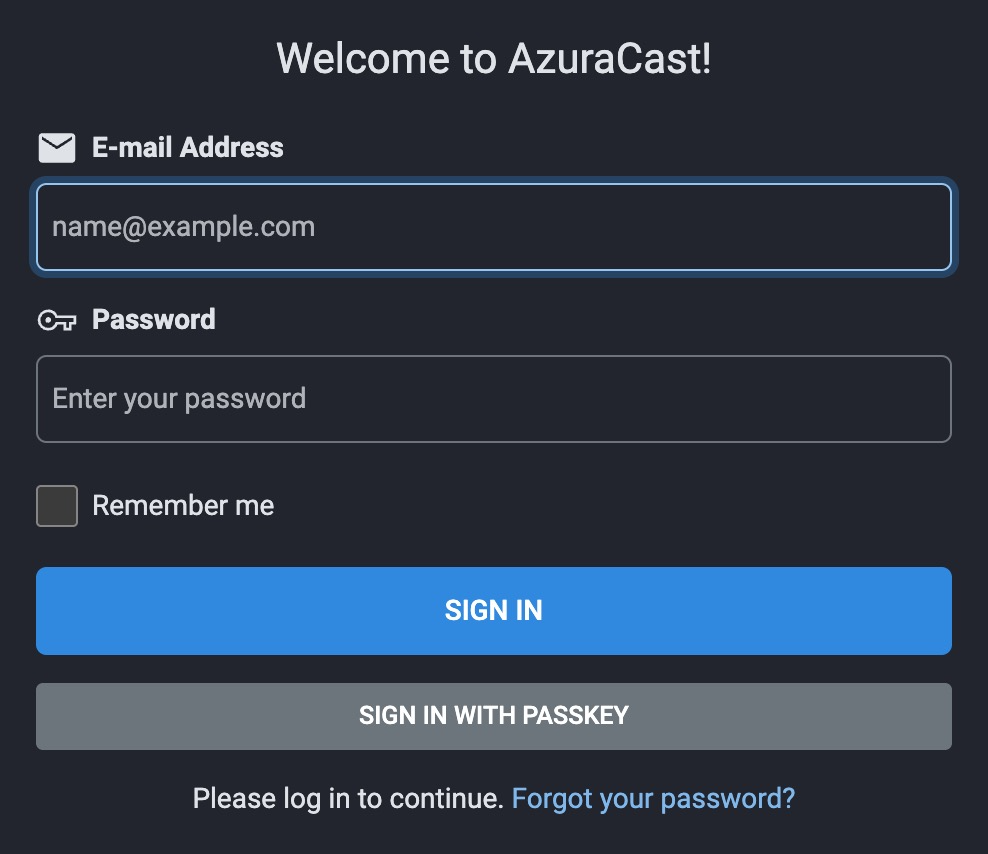 Welcome to AzuraCast!
E-mail Address
name@example.com
Password
Enter your password
Remember me
SIGN IN
SIGN IN WITH PASSKEY
Please log in to continue. Forgot your password?